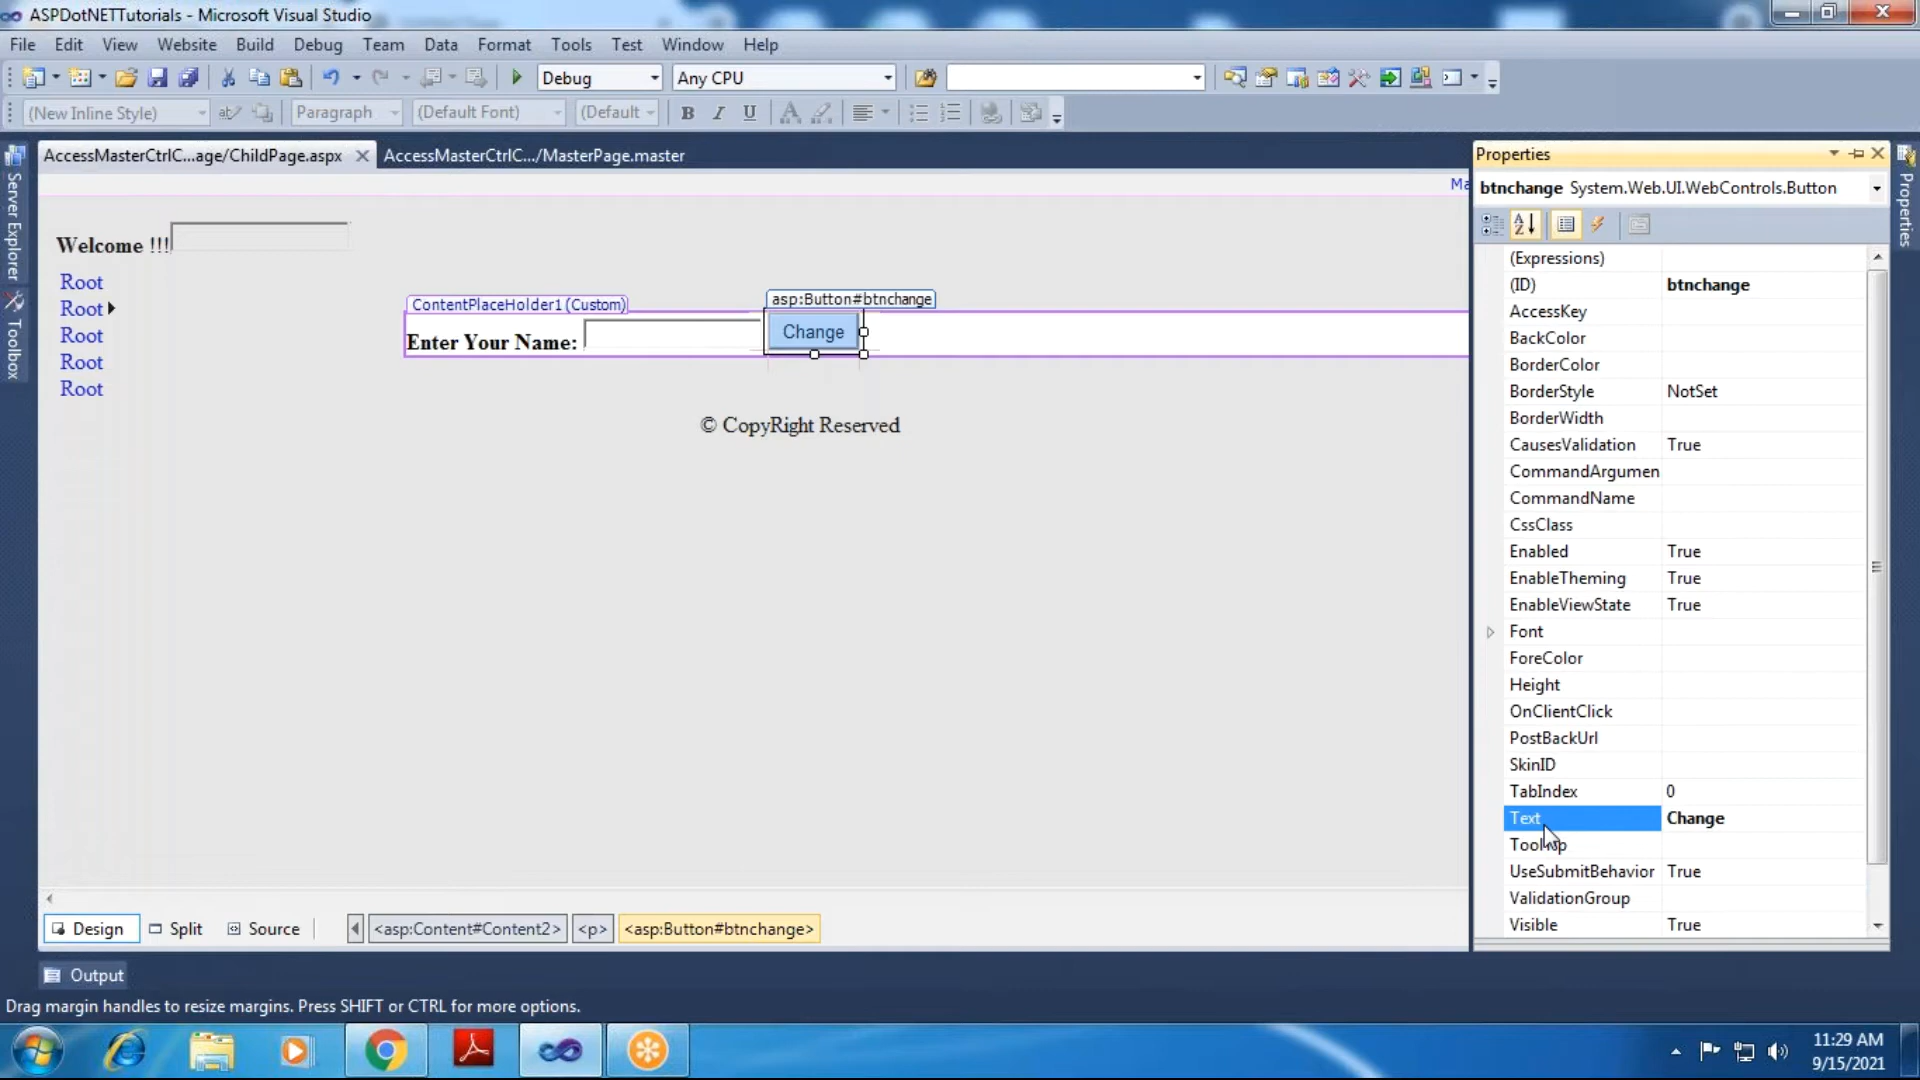 ASPDotNETTutorials - Microsoft Visual Studio
File Edit View Website Build Debug Team Data Format Tools Test Window Help
Debug Any CPU
(New Inline Style) Paragraph (Default Font) (Default B I U
AccessMasterCtrlC...age/ChildPage.aspx AccessMasterCtrlC.../MasterPage.master
Server Explorer
Toolbox
Ma
Welcome !!!
Root
Root
Root
Root
Root
ContentPlaceHolder1 (Custom)
asp:Button#btnchange
Enter Your Name: Change
© CopyRight Reserved
Design Split Source <asp:Content#Content2> <p> <asp:Button#btnchange>
Properties
btnchange System.Web.UI.WebControls.Button
(Expressions)
(ID) btnchange
AccessKey
BackColor
BorderColor
BorderStyle NotSet
BorderWidth
CausesValidation True
CommandArgumen
CommandName
CssClass
Enabled True
EnableTheming True
EnableViewState True
Font
ForeColor
Height
OnClientClick
PostBackUrl
SkinID
TabIndex 0
Text Change
UseSubmitBehavior True
ValidationGroup
Visible True
Properties
Output
Drag margin handles to resize margins. Press SHIFT or CTRL for more options.
11:29 AM
9/15/2021